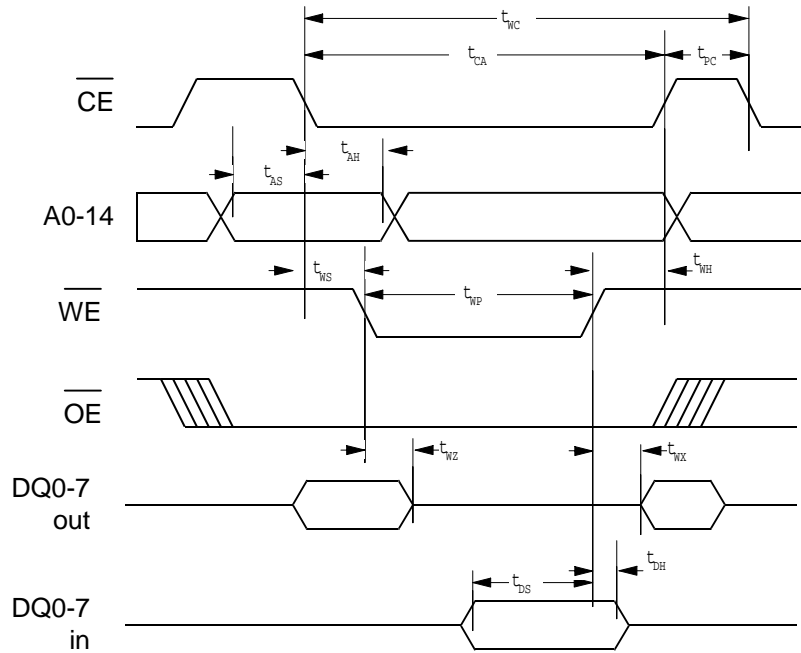 tWC
tCA
tPC
CE
tAH
tAS
A0-14
tWS
tWH
WE
tWP
OE
tWZ
tWX
DQ0-7
out
tDH
tDS
DQ0-7
in